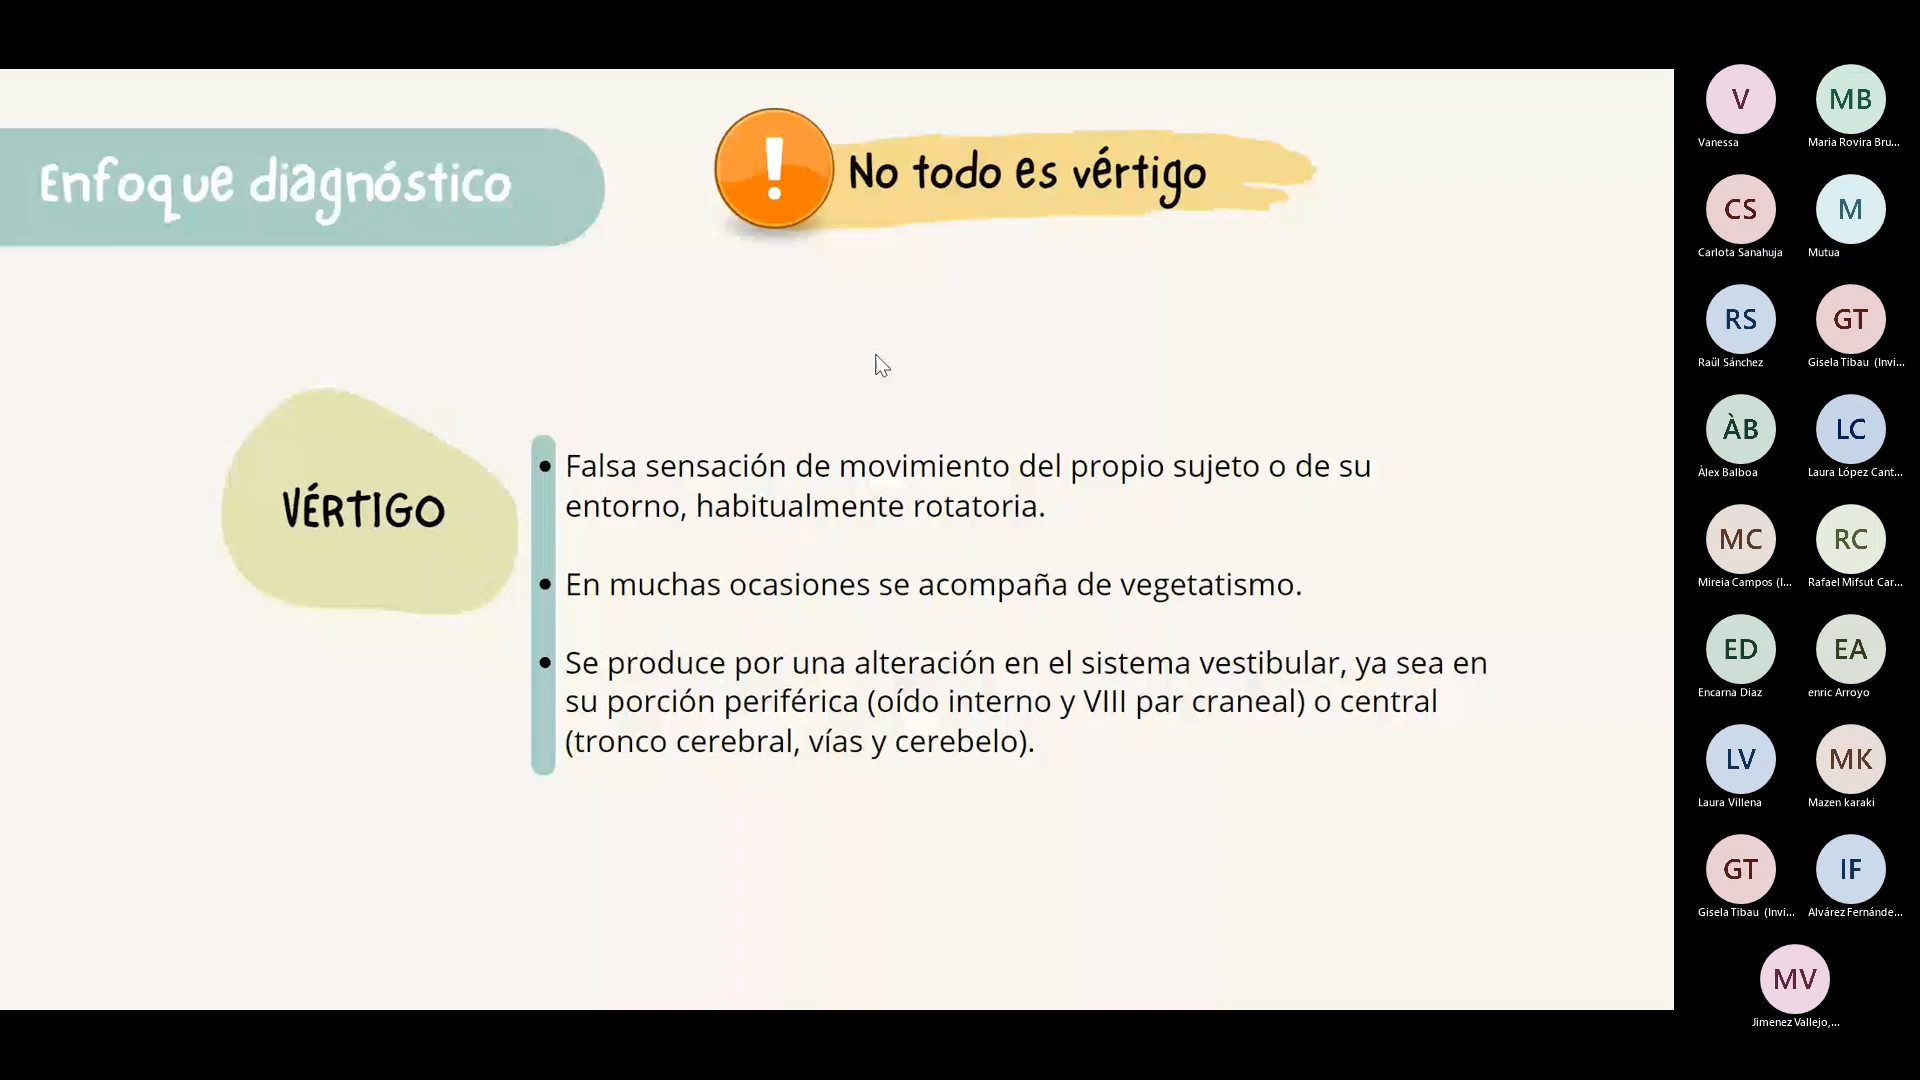 Enfoque diagnóstico
! No todo es vértigo
VÉRTIGO
• Falsa sensación de movimiento del propio sujeto o de su
entorno, habitualmente rotatoria.
• En muchas ocasiones se acompaña de vegetatismo.
• Se produce por una alteración en el sistema vestibular, ya sea en
su porción periférica (oído interno y VIII par craneal) o central
(tronco cerebral, vías y cerebelo).
V MB
Vanessa Maria Rovira Bru...
CS M
Carlota Sanahuja Mutua
RS GT
Raül Sánchez Gisela Tibau (Invi...
ÀB LC
Àlex Balboa Laura López Cant...
MC RC
Mireia Campos (I... Rafael Mifsut Car...
ED EA
Encarna Diaz enric Arroyo
LV MK
Laura Villena Mazen karaki
GT IF
Gisela Tibau (Invi... Alvárez Fernánde...
MV
Jimenez Vallejo,...